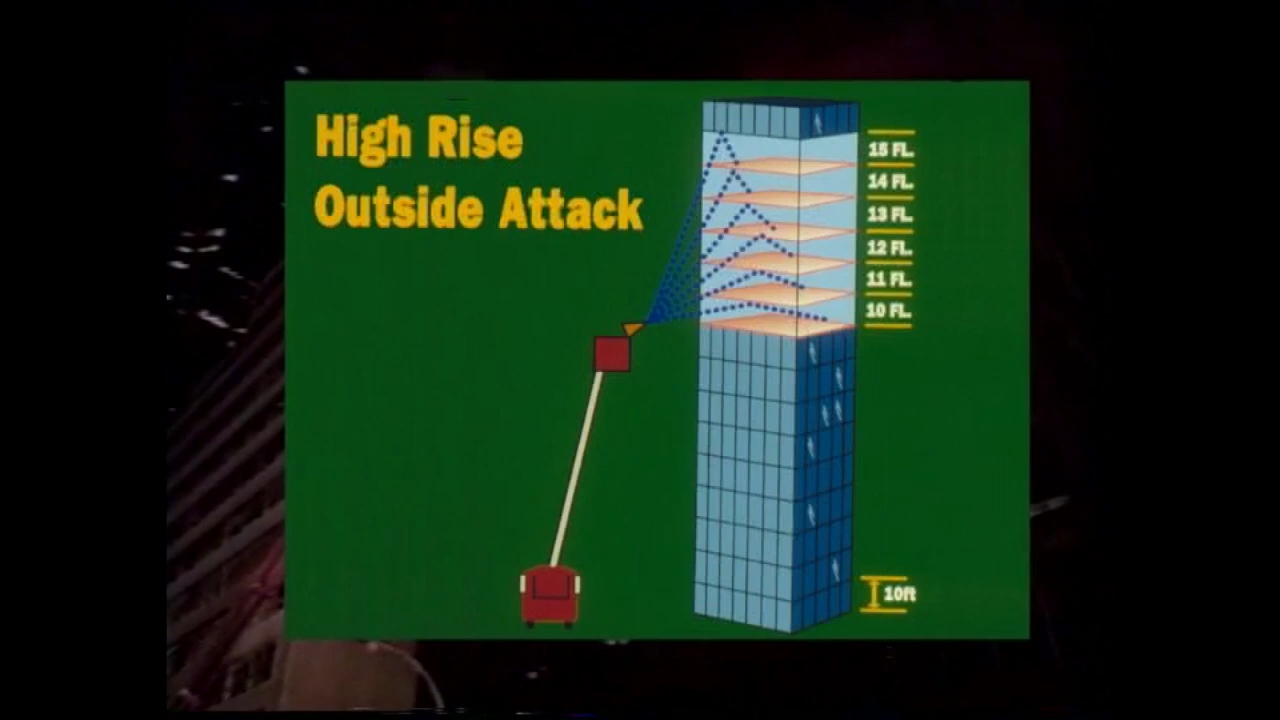 High Rise
Outside Attack
15 FL.
14 FL.
13 FL.
12 FL.
11 FL.
10 FL.
10ft